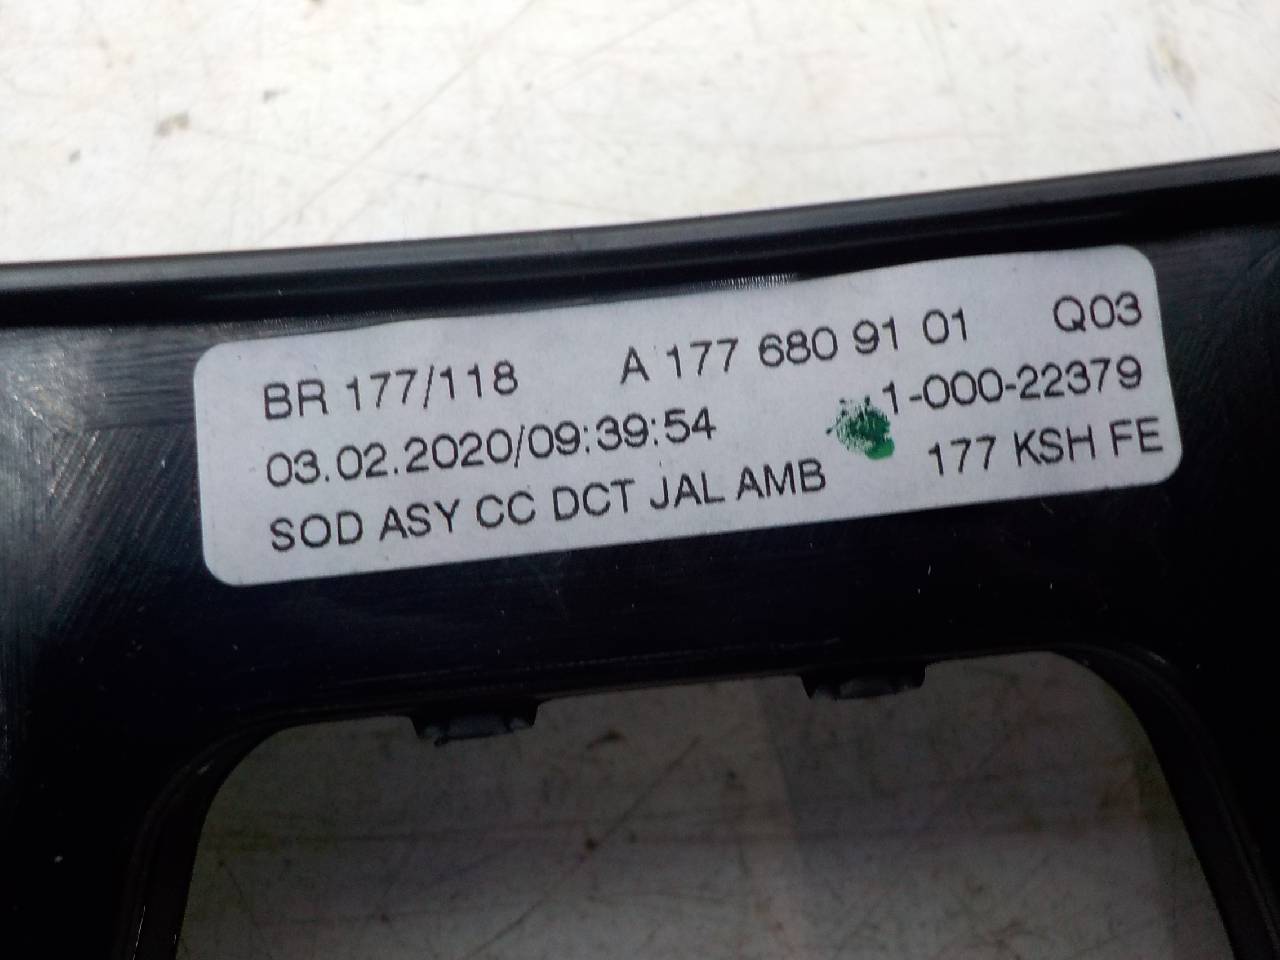 BR 177/118 A 177 680 91 01 Q03
03.02.2020/09:39:54 1-000-22379
SOD ASY CC DCT JAL AMB 177 KSH FE